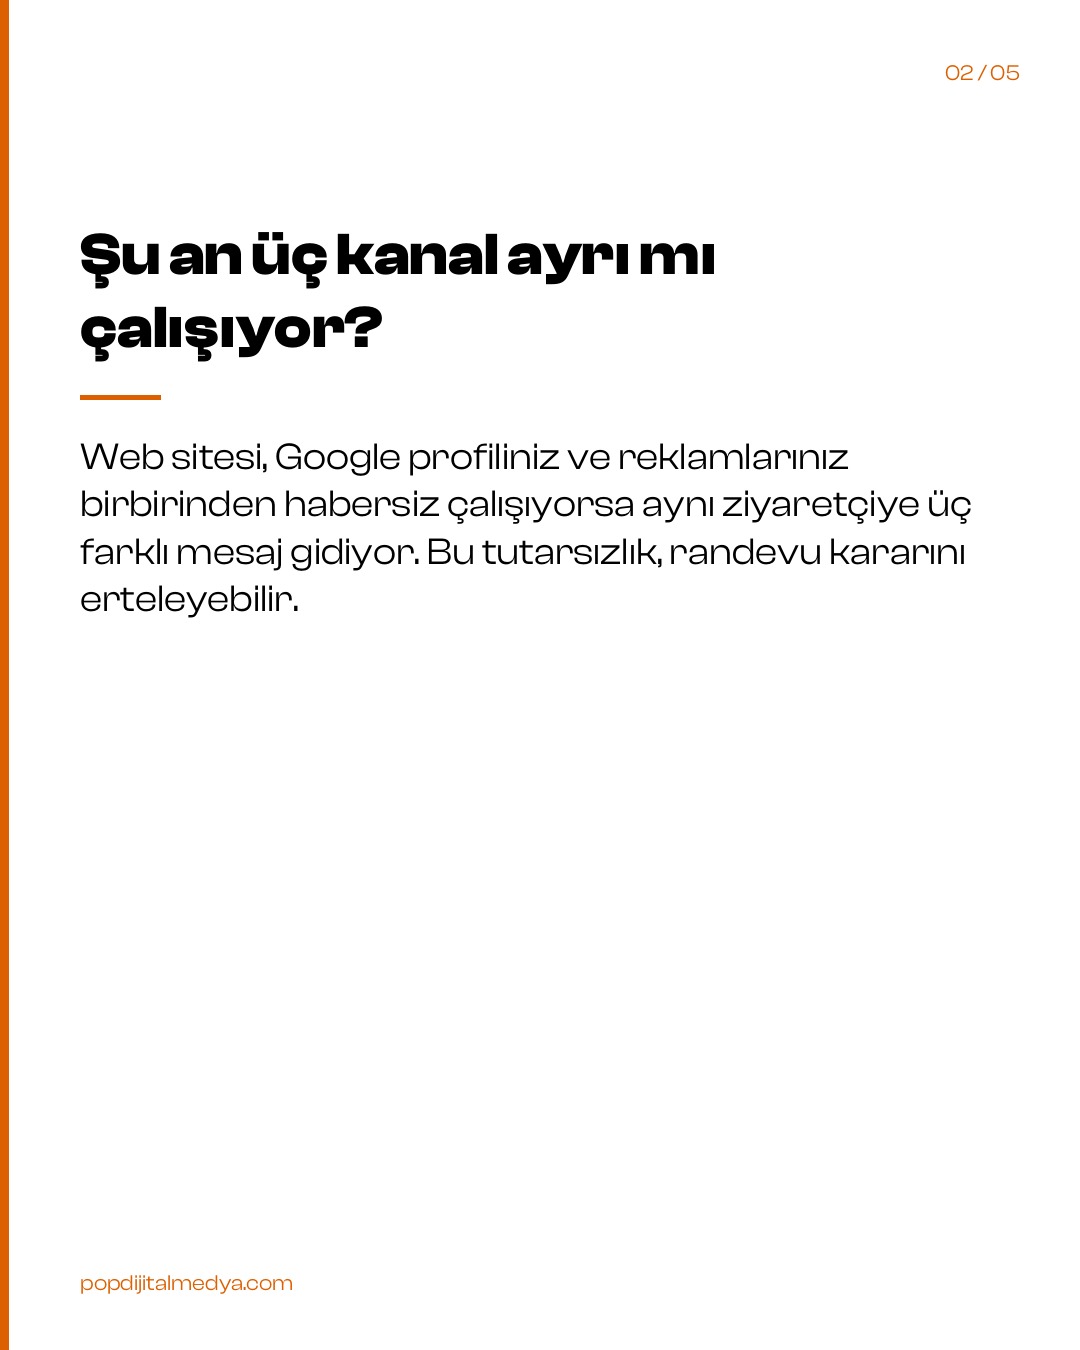 02 / 05
Şu an üç kanal ayrı mı
çalışıyor?
Web sitesi, Google profiliniz ve reklamlarınız
birbirinden habersiz çalışıyorsa aynı ziyaretçiye üç
farklı mesaj gidiyor. Bu tutarsızlık, randevu kararını
erteleyebilir.
popdijitalmedya.com